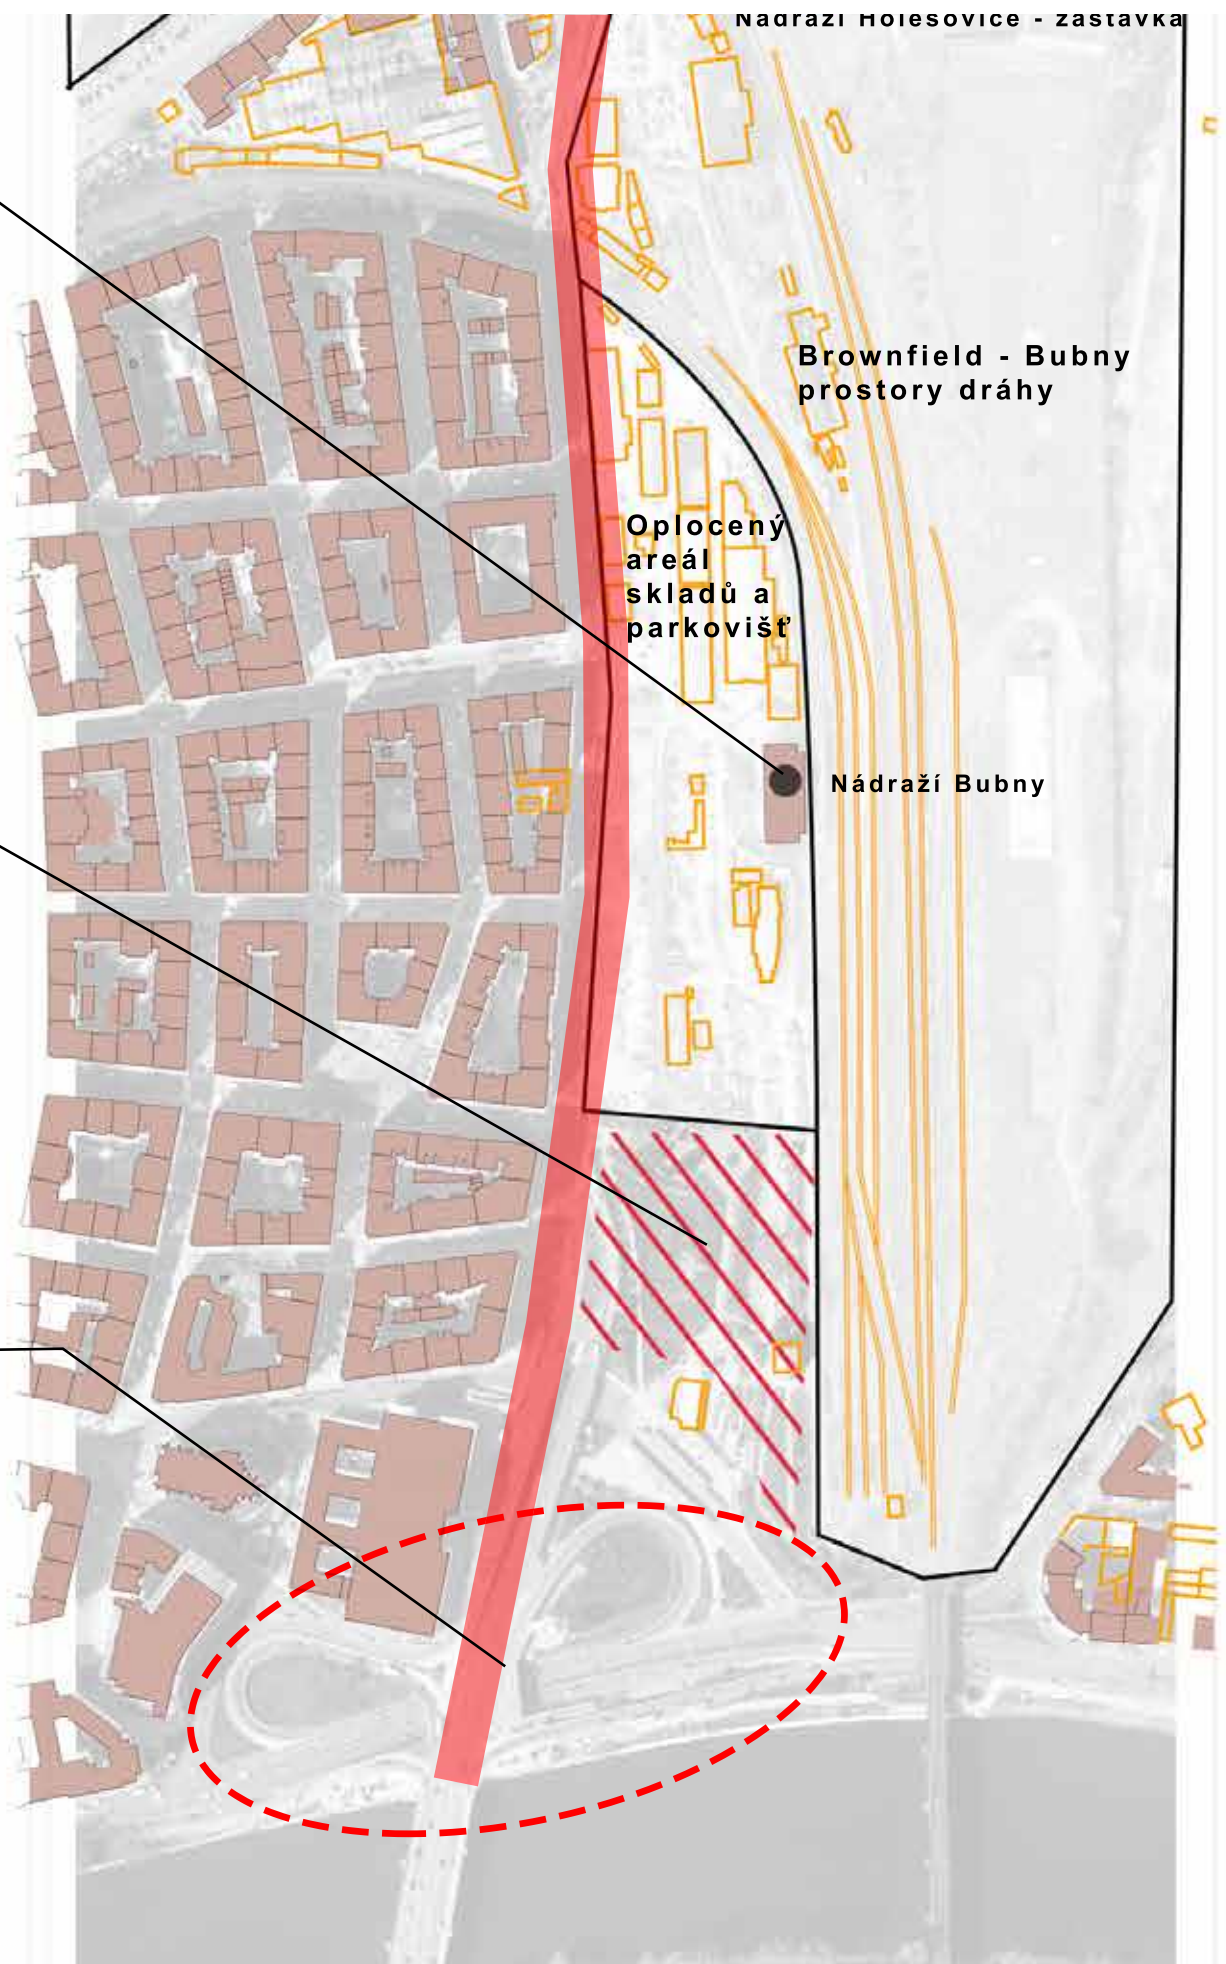 Nádraží Holešovice - zastávka
Brownfield - Bubny
prostory dráhy
Oplocený
areál
skladů a
parkovišť
Nádraží Bubny